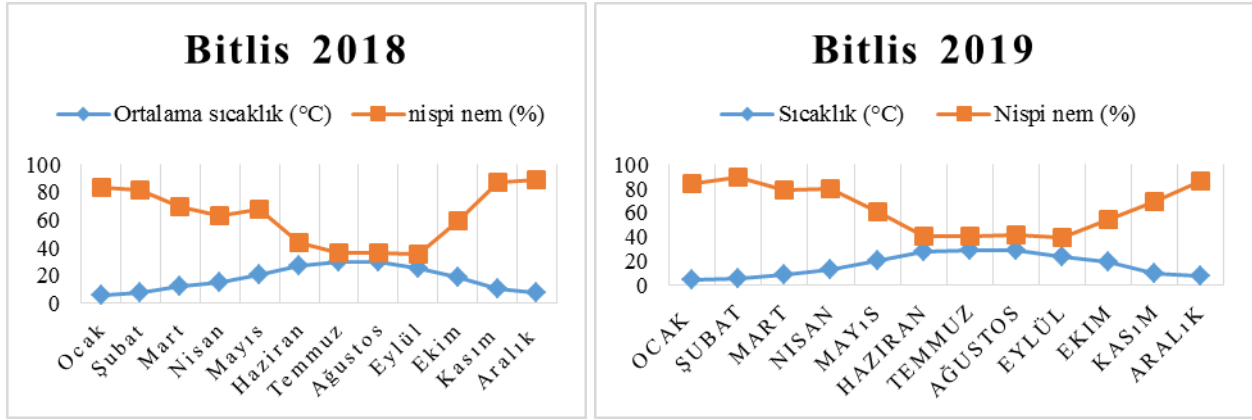 Bitlis 2018
Ortalama sıcaklık (°C) nispi nem (%)
100
80
60
40
20
0
Ocak
Şubat
Mart
Nisan
Mayıs
Haziran
Temmuz
Ağustos
Eylül
Ekim
Kasım
Aralık
Bitlis 2019
Sıcaklık (°C) Nispi nem (%)
100
80
60
40
20
0
OCAK
ŞUBAT
MART
NISAN
MAYıS
HAZIRAN
TEMMUZ
AĞUSTOS
EYLÜL
EKIM
KASıM
ARALıK